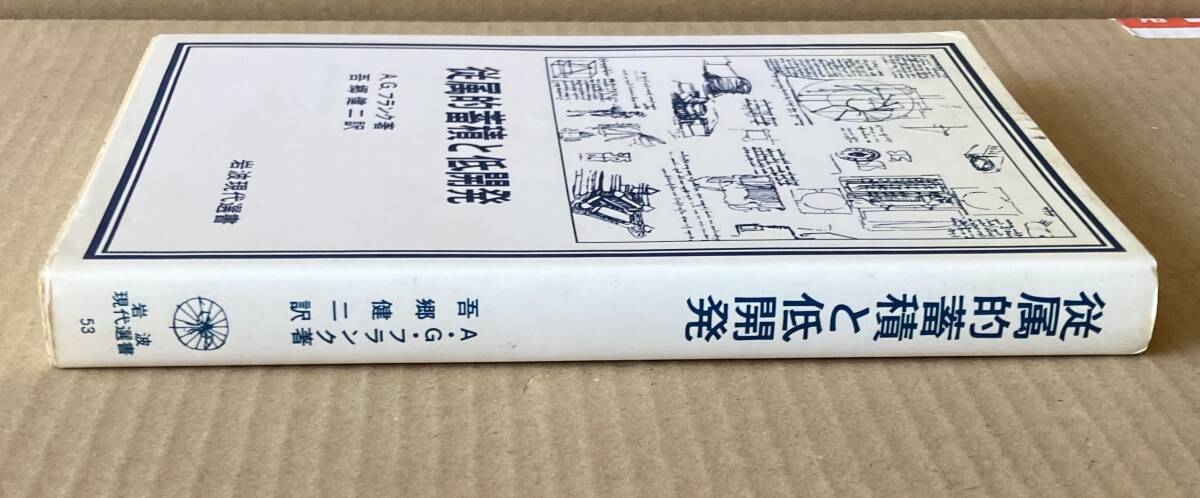 従属的蓄積と低開発
A.G.フランク著
吾郷健二訳
岩波現代選書
従属的蓄積と低開発
A・G・フランク著
吾郷健二訳
岩波
現代選書
53